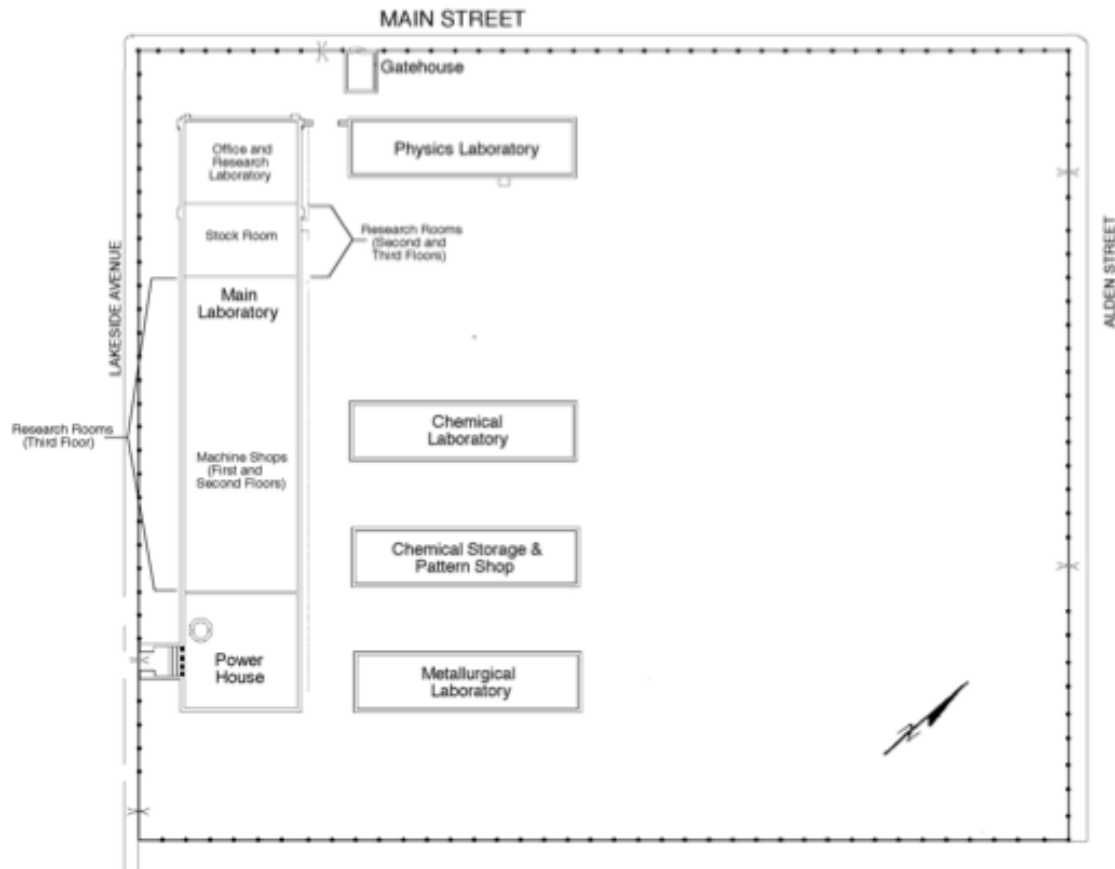 MAIN STREET
Gatehouse
Office and
Research
Laboratory
Physics Laboratory
Stock Room
Research Rooms
(Second and
Third Floors)
LAKESIDE AVENUE
ALDEN STREET
Main
Laboratory
Research Rooms
(Third Floor)
Chemical
Laboratory
Machine Shops
(First and
Second Floors)
Chemical Storage &
Pattern Shop
Power
House
Metallurgical
Laboratory
N